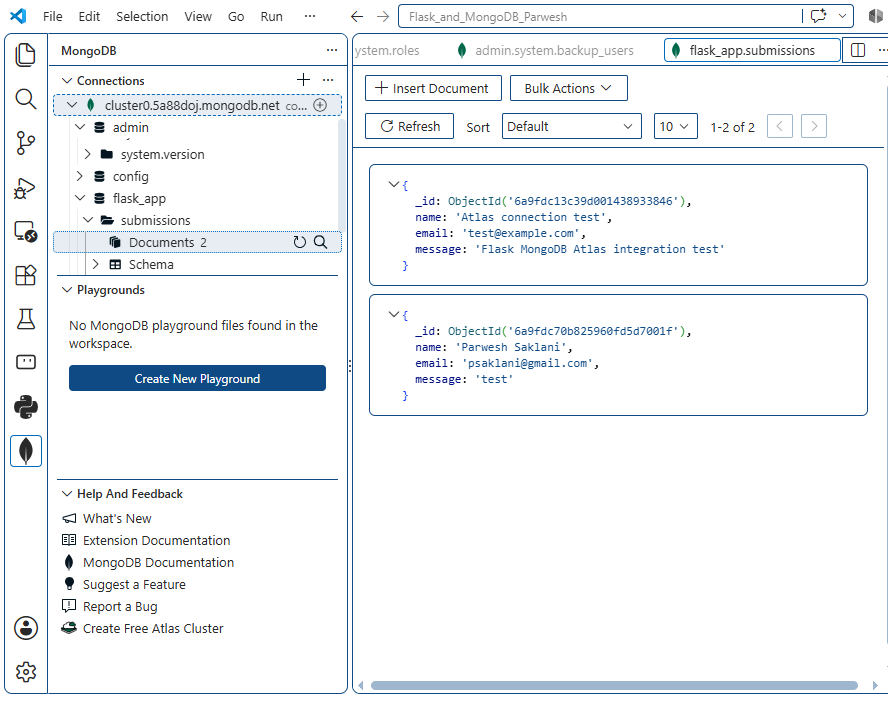 File Edit Selection View Go Run ··· Flask_and_MongoDB_Parwesh
MongoDB ···
Connections
cluster0.5a88doj.mongodb.net co...
admin
system.version
config
flask_app
submissions
Documents 2
Schema
Playgrounds
No MongoDB playground files found in the
workspace.
Create New Playground
Help And Feedback
What's New
Extension Documentation
MongoDB Documentation
Suggest a Feature
Report a Bug
Create Free Atlas Cluster
ystem.roles admin.system.backup_users flask_app.submissions
Insert Document Bulk Actions
Refresh Sort Default 10 1-2 of 2
{
_id: ObjectId('6a9fdc13c39d001438933846'),
name: 'Atlas connection test',
email: 'test@example.com',
message: 'Flask MongoDB Atlas integration test'
}
{
_id: ObjectId('6a9fdc70b825960fd5d7001f'),
name: 'Parwesh Saklani',
email: 'psaklani@gmail.com',
message: 'test'
}